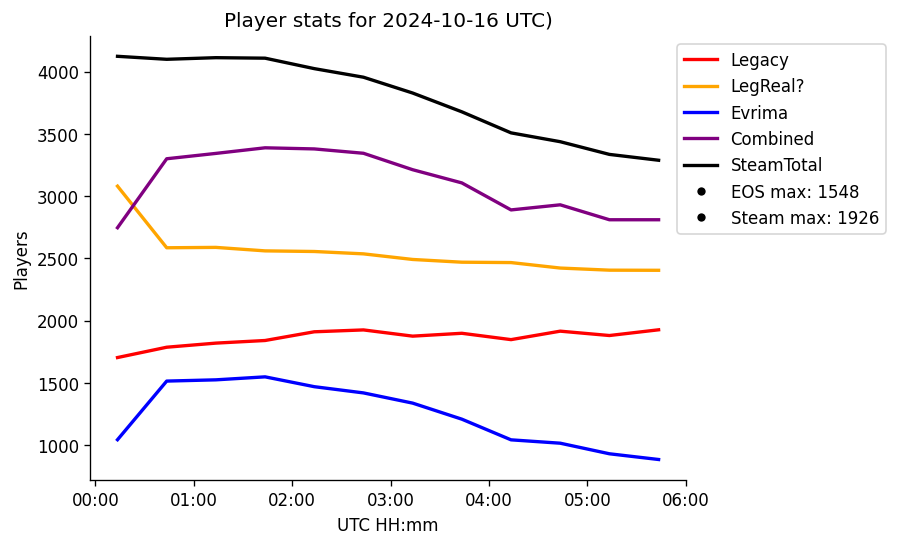 Player stats for 2024-10-16 UTC)
Legacy
LegReal?
Evrima
Combined
SteamTotal
EOS max: 1548
Steam max: 1926
Players
4000
3500
3000
2500
2000
1500
1000
00:00 01:00 02:00 03:00 04:00 05:00 06:00
UTC HH:mm